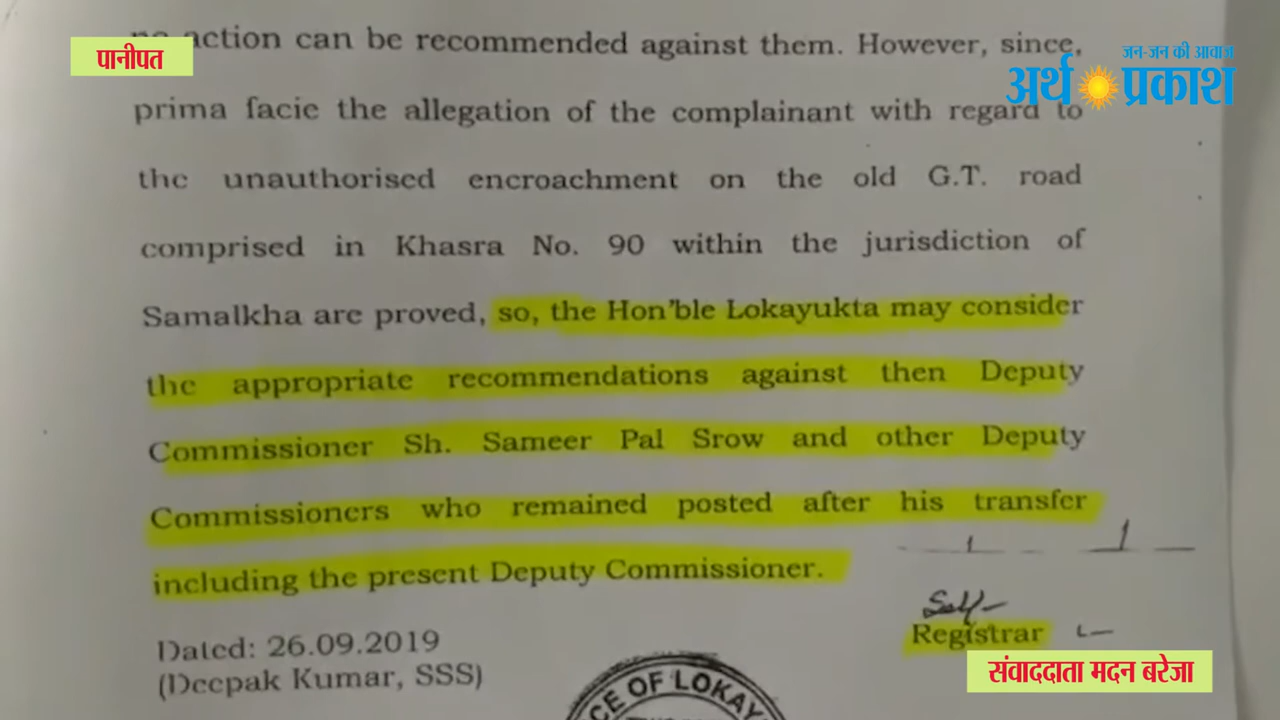 no action can be recommended against them. However, since,
पानीपत
जन-जन की आवाज
अर्थ प्रकाश
prima facie the allegation of the complainant with regard to
the unauthorised encroachment on the old G.T. road
comprised in Khasra No. 90 within the jurisdiction of
Samalkha are proved, so, the Hon'ble Lokayukta may consider
the appropriate recommendations against then Deputy
Commissioner Sh. Sameer Pal Srow and other Deputy
Commissioners who remained posted after his transfer
including the present Deputy Commissioner.
Self-
Registrar
Dated: 26.09.2019
(Deepak Kumar, SSS)
संवाददाता मदन बरेजा
CE OF LOKAY